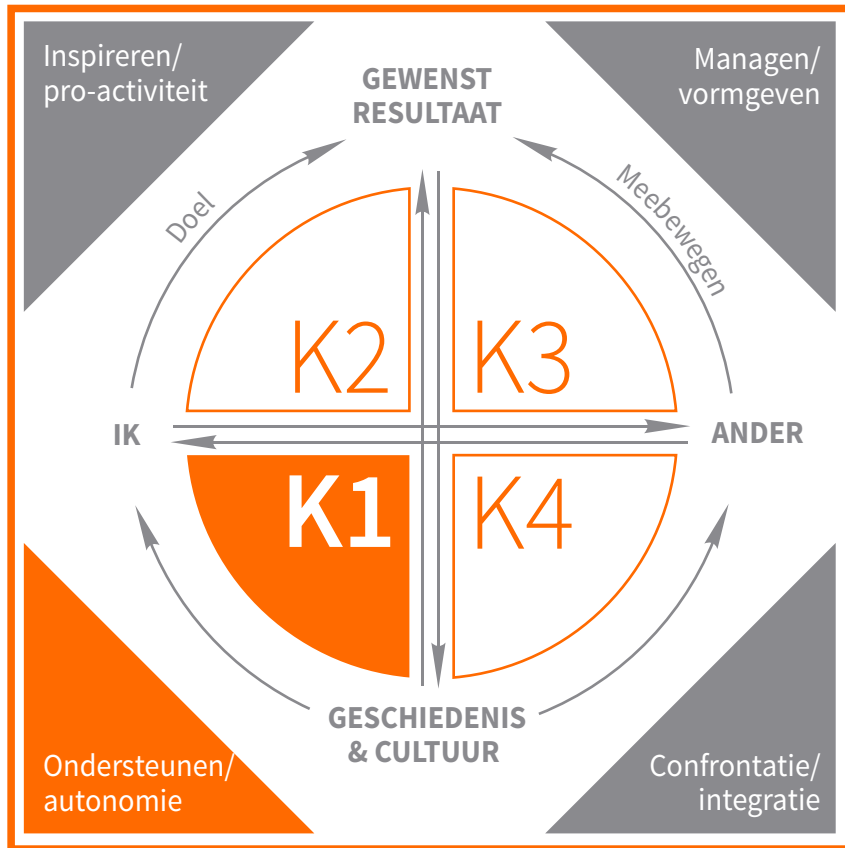 Inspireren/
pro-activiteit
GEWENST
RESULTAAT
Managen/
vormgeven
Doel
Meebewegen
K2
K3
IK
ANDER
K1
K4
GESCHIEDENIS
& CULTUUR
Ondersteunen/
autonomie
Confrontatie/
integratie